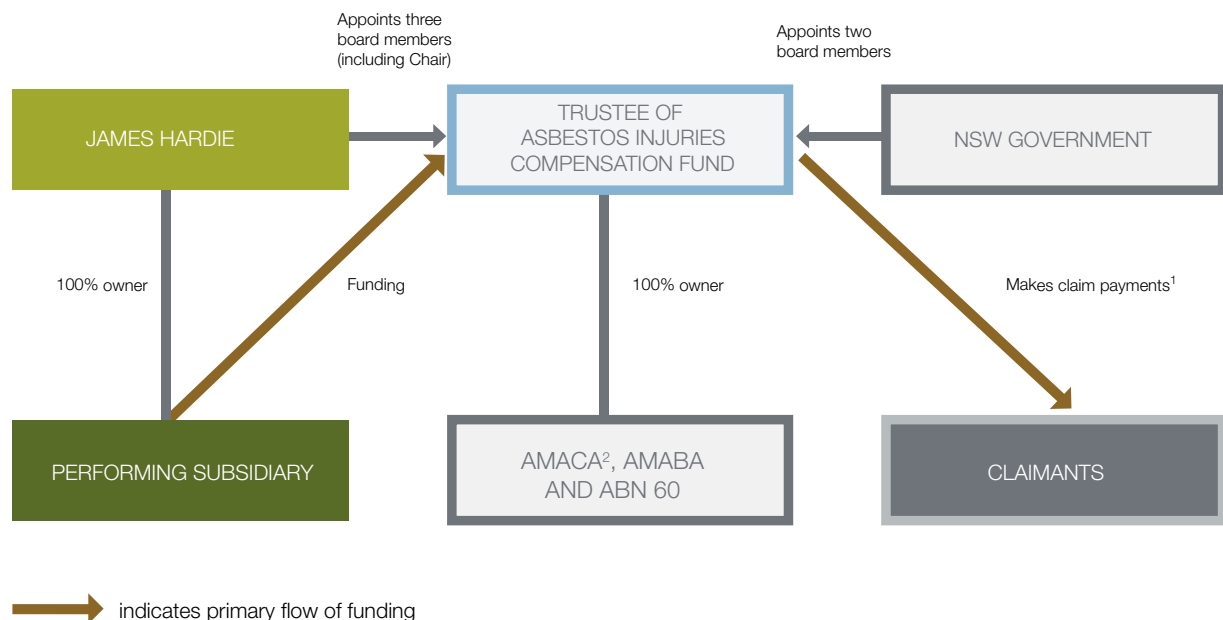 Appoints three
board members
(including Chair)
Appoints two
board members
JAMES HARDIE
TRUSTEE OF
ASBESTOS INJURIES
COMPENSATION FUND
NSW GOVERNMENT
100% owner
Funding
100% owner
Makes claim payments¹
PERFORMING SUBSIDIARY
AMACA², AMABA
AND ABN 60
CLAIMANTS
indicates primary flow of funding